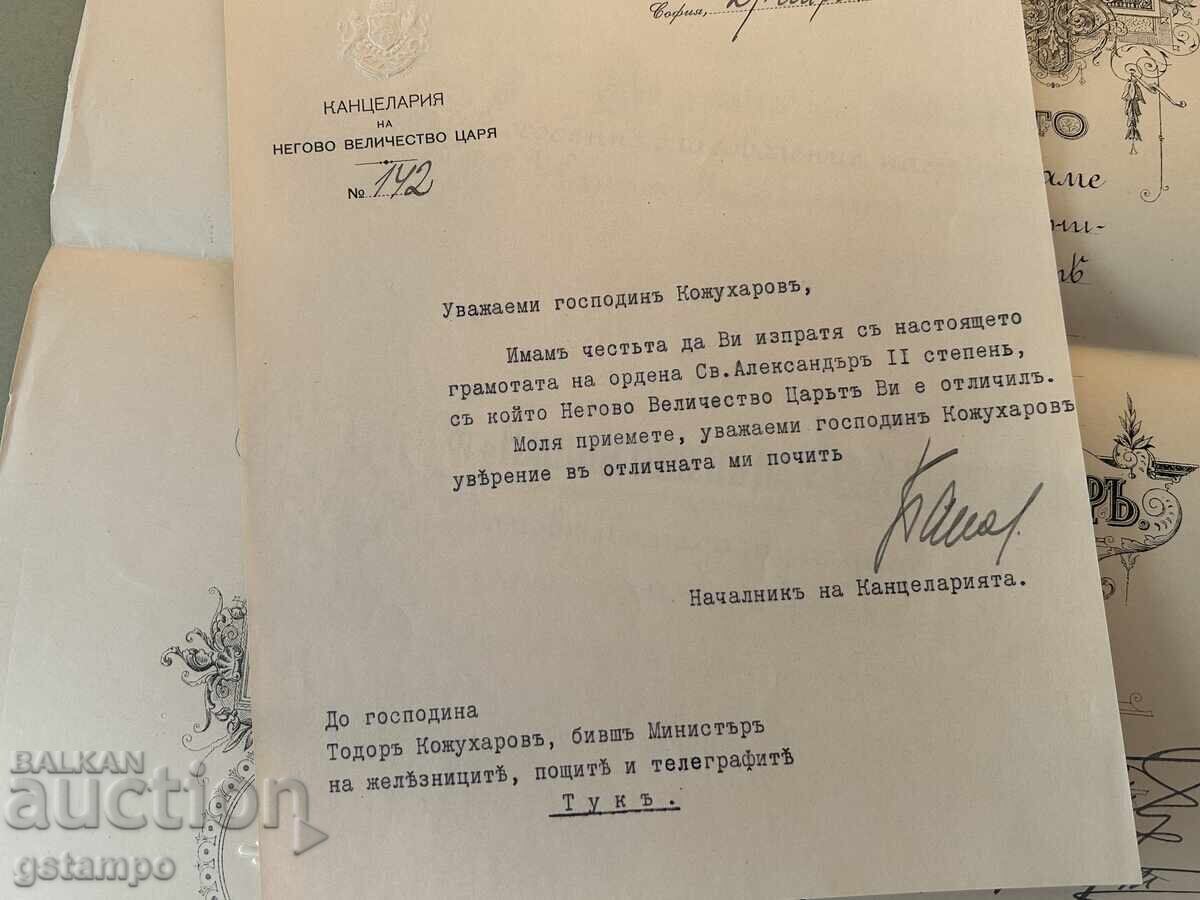 София,
КАНЦЕЛАРИЯ
НА
НЕГОВО ВЕЛИЧЕСТВО ЦАРЯ
№ 142
Уважаеми господинъ Кожухаровъ,
Имамъ честьта да Ви изпратя съ настоящето
грамотата на ордена Св.Александъръ II степень,
съ който Негово Величество Царьтъ Ви е отличилъ.
Моля приемете, уважаеми господинъ Кожухаровъ
увѣрение въ отличната ми почить
Началникъ на Канцеларията.
До господина
Тодоръ Кожухаровъ, бившъ Министъръ
на желѣзницитѣ, пощитѣ и телеграфитѣ
Тукъ.
BALKAN
auction
gstampo